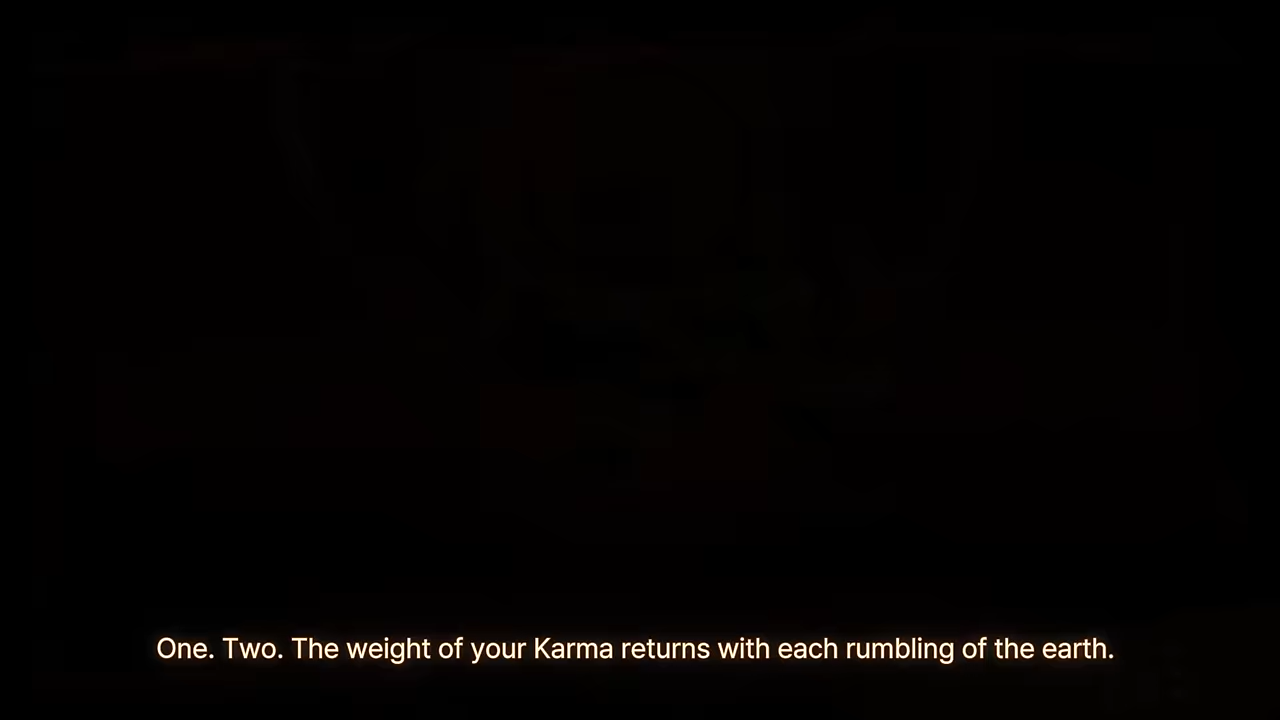 One. Two. The weight of your Karma returns with each rumbling of the earth.